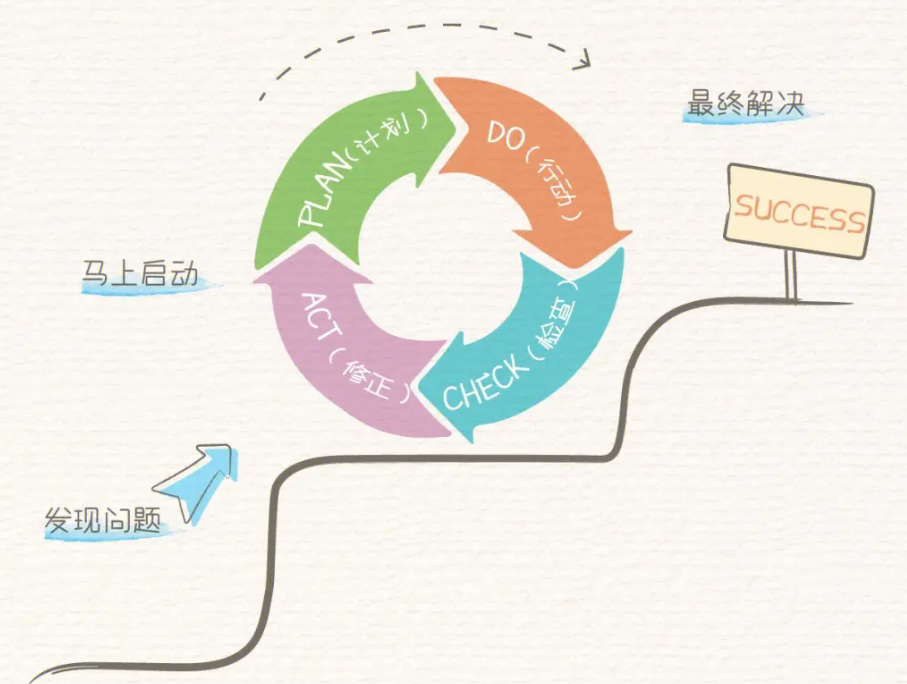 最终解决
PLAN(计划)
DO(行动)
SUCCESS
马上启动
ACT(修正)
CHECK(检查)
发现问题